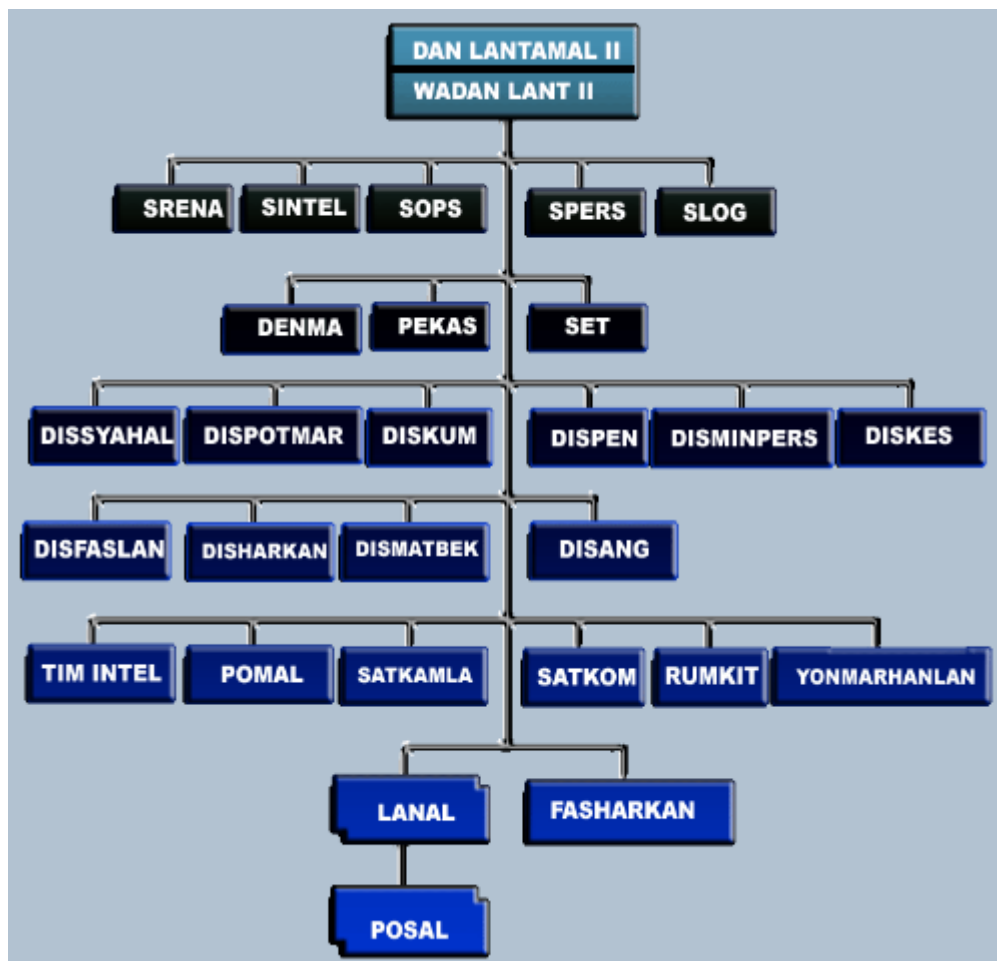 DAN LANTAMAL II
WADAN LANT II
SRENA
SINTEL
SOPS
SPERS
SLOG
DENMA
PEKAS
SET
DISSYAHAL
DISPOTMAR
DISKUM
DISPEN
DISMINPERS
DISKES
DISFASLAN
DISHARKAN
DISMATBEK
DISANG
TIM INTEL
POMAL
SATKAMLA
SATKOM
RUMKIT
YONMARHANLAN
LANAL
FASHARKAN
POSAL